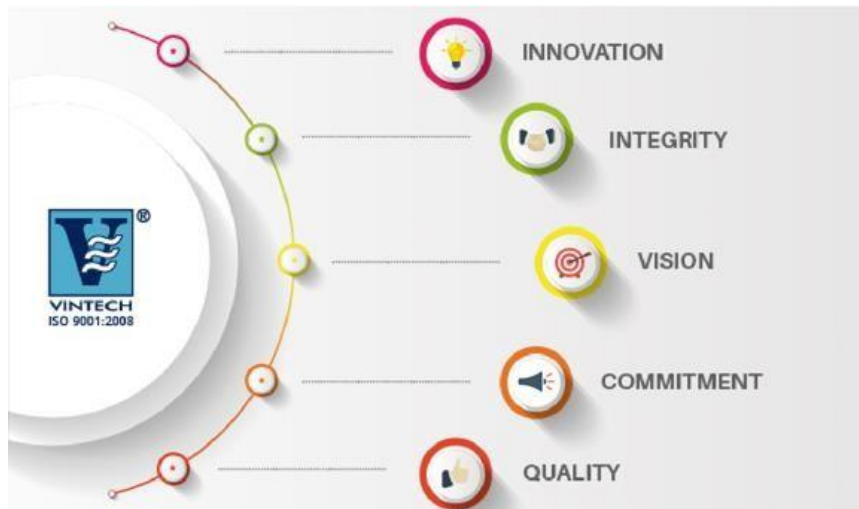 INNOVATION
INTEGRITY
V®
VINTECH
ISO 9001:2008
VISION
COMMITMENT
QUALITY